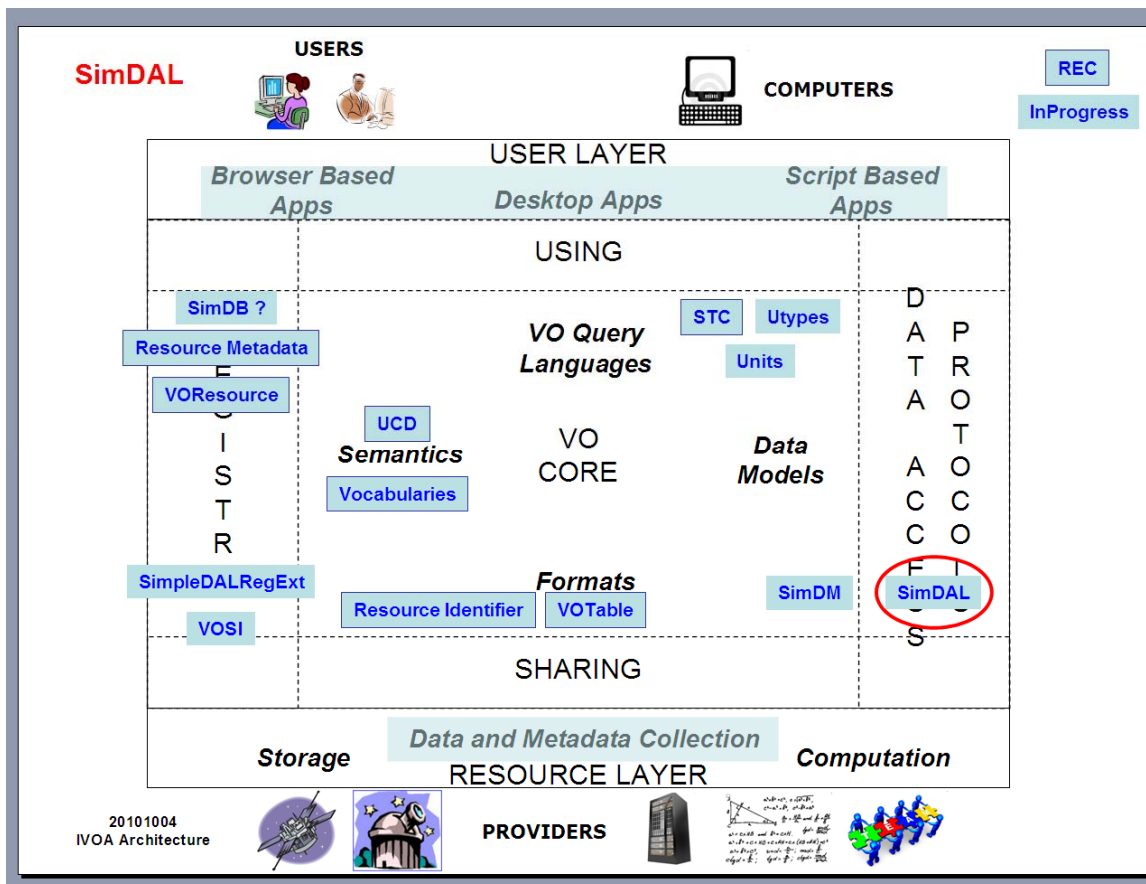 SimDAL
USERS
COMPUTERS
REC
InProgress
USER LAYER
Browser Based
Apps
Desktop Apps
Script Based
Apps
USING
SimDB ?
Resource Metadata
VOResource
E
G
I
S
T
R
SimpleDALRegExt
VOSI
VO Query
Languages
STC
Utypes
Units
UCD
Semantics
Vocabularies
VO
CORE
Data
Models
Formats
Resource Identifier
VOTable
SimDM
SimDAL
D
A
T
A
A
C
C
E
S
S
P
R
O
T
O
C
O
L
SHARING
Data and Metadata Collection
Storage
Computation
RESOURCE LAYER
20101004
IVOA Architecture
PROVIDERS